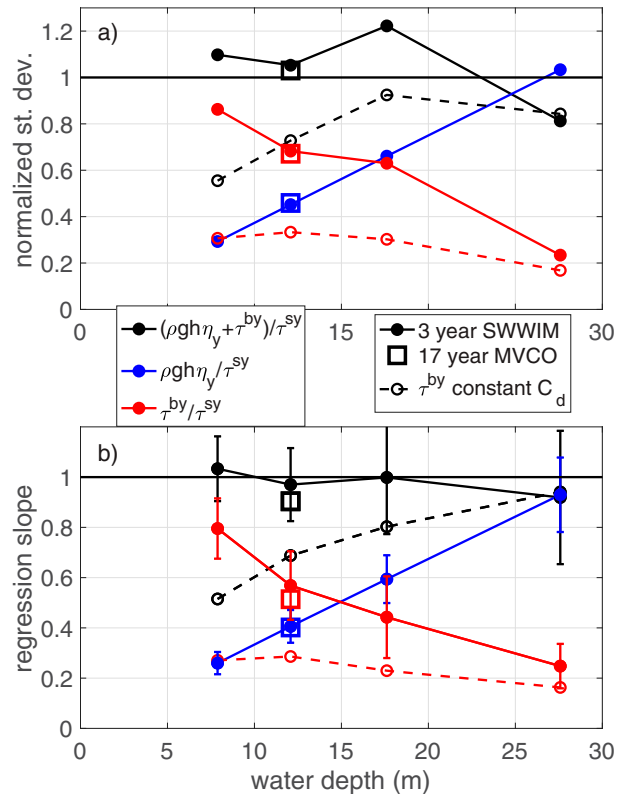 a)
1.2
1
0.8
0.6
0.4
0.2
0
normalized st. dev.
0 15 20 25 30
(ρghη_y+τ^by)/τ^sy
ρghη_y/τ^sy
τ^by/τ^sy
3 year SWWIM
17 year MVCO
τ^by constant C_d
b)
1
0.8
0.6
0.4
0.2
0
regression slope
0 5 10 15 20 25 30
water depth (m)